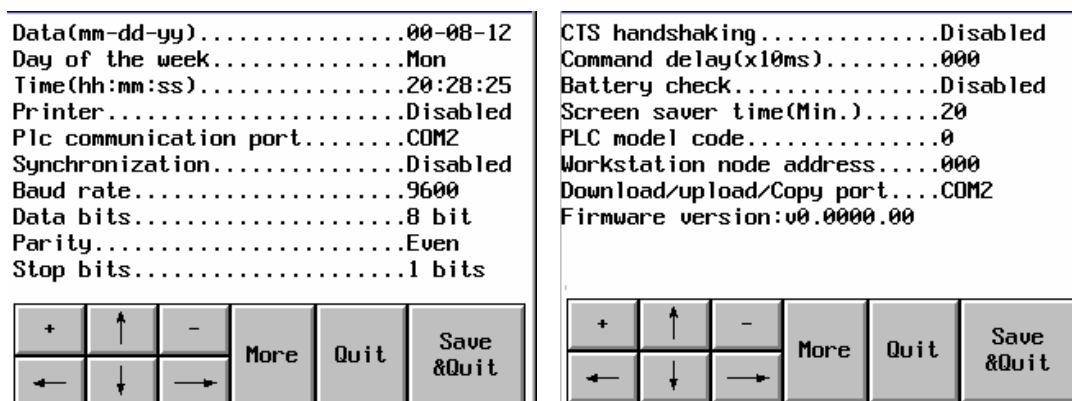 Data(mm-dd-yy)................00-08-12
Day of the week...............Mon
Time(hh:mm:ss)................20:28:25
Printer.......................Disabled
Plc communication port........COM2
Synchronization...............Disabled
Baud rate.....................9600
Data bits.....................8 bit
Parity........................Even
Stop bits.....................1 bits
+ ↑ - More Quit Save
← ↓ → &Quit
CTS handshaking...............Disabled
Command delay(x10ms)..........000
Battery check.................Disabled
Screen saver time(Min.).......20
PLC model code................0
Workstation node address......000
Download/upload/Copy port.....COM2
Firmware version:v0.0000.00
+ ↑ - More Quit Save
← ↓ → &Quit